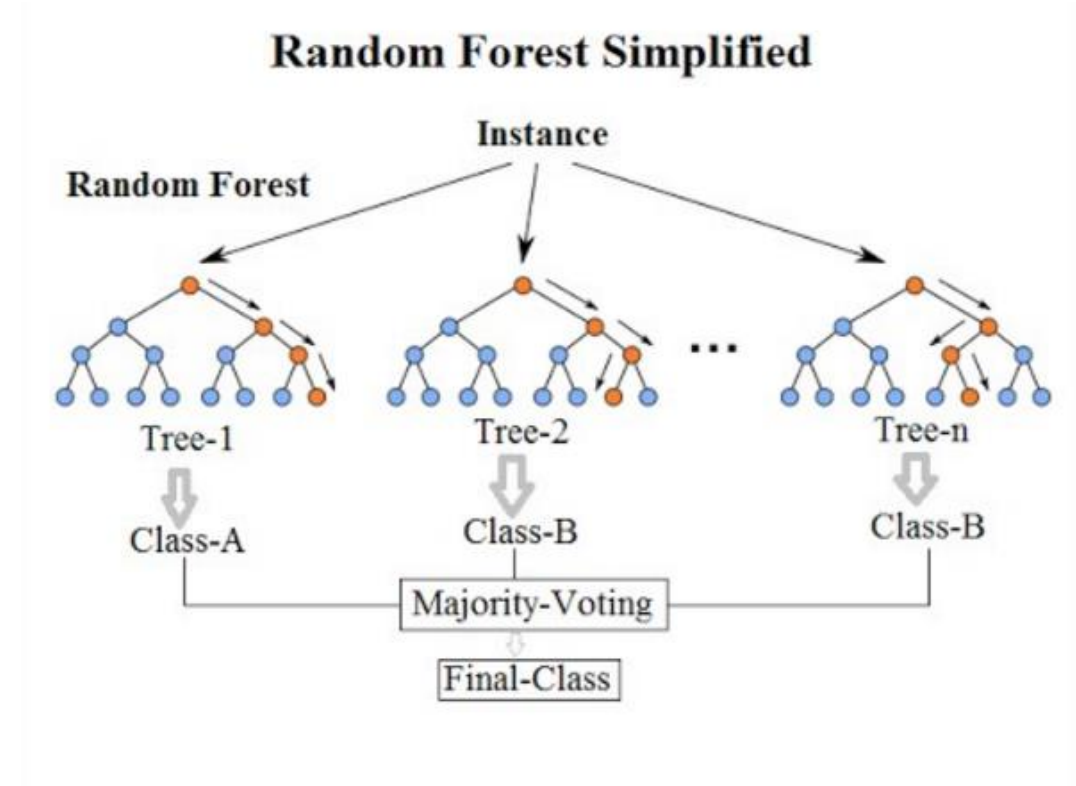 Random Forest Simplified
Instance
Random Forest
...
Tree-1
Tree-2
Tree-n
Class-A
Class-B
Class-B
Majority-Voting
Final-Class